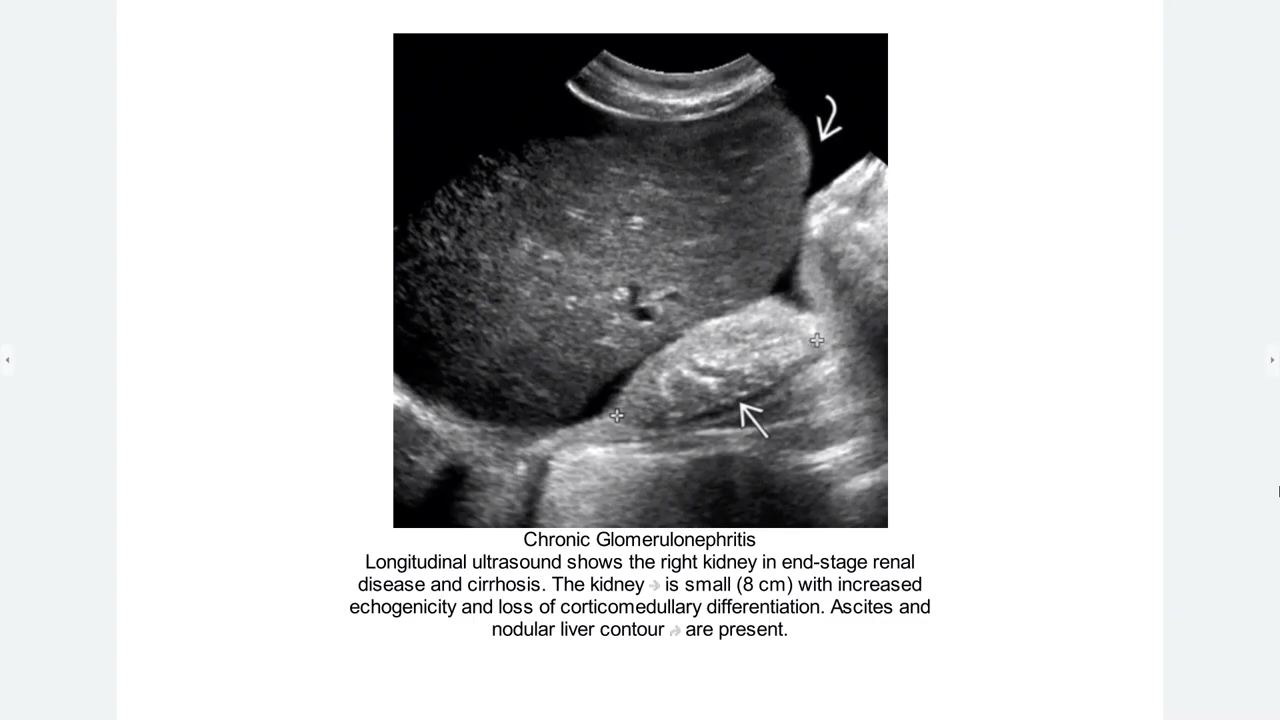 Chronic Glomerulonephritis
Longitudinal ultrasound shows the right kidney in end-stage renal
disease and cirrhosis. The kidney is small (8 cm) with increased
echogenicity and loss of corticomedullary differentiation. Ascites and
nodular liver contour are present.